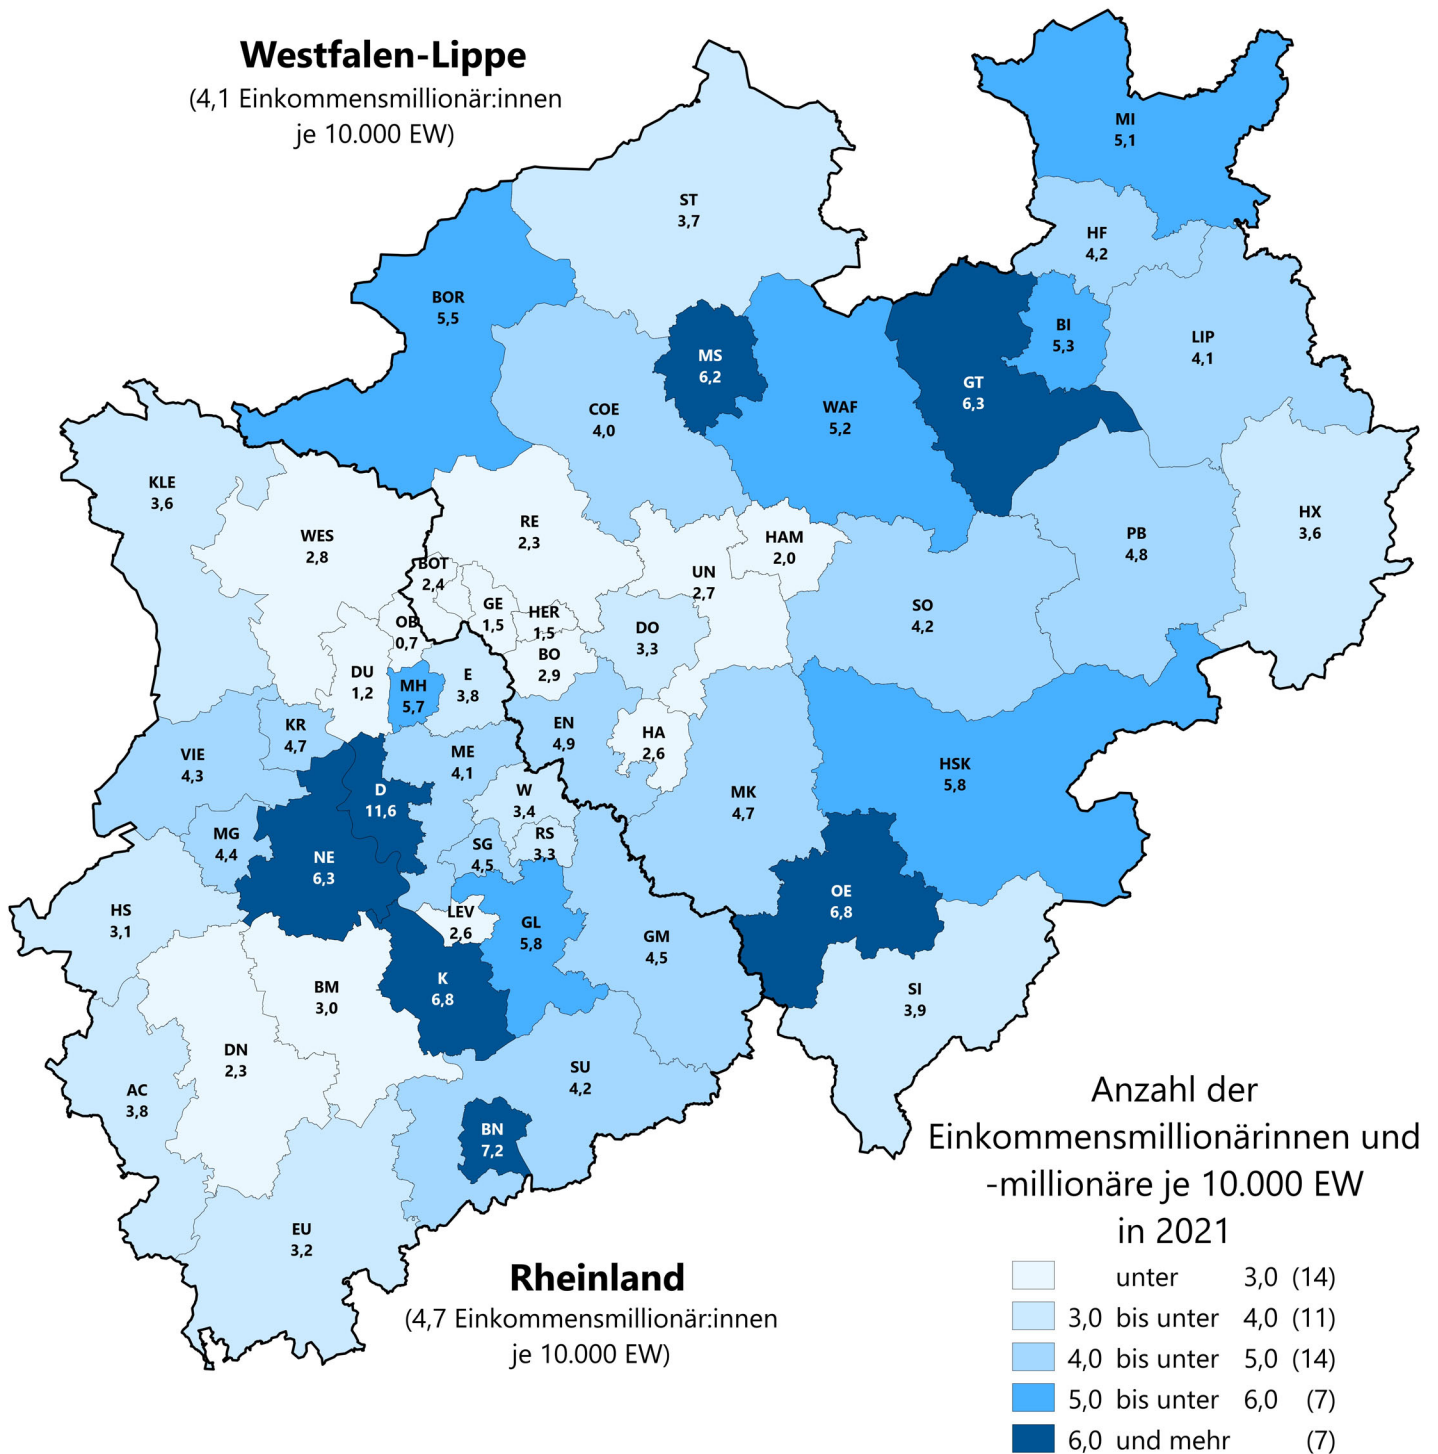 Westfalen-Lippe
(4,1 Einkommensmillionär:innen
je 10.000 EW)
MI
5,1
ST
3,7
HF
4,2
BOR
5,5
BI
5,3
LIP
4,1
MS
6,2
GT
6,3
COE
4,0
WAF
5,2
KLE
3,6
HX
3,6
RE
2,3
WES
2,8
HAM
2,0
PB
4,8
BOT
2,4
UN
2,7
GE
1,5
HER
1,5
SO
4,2
OB
0,7
DO
3,3
BO
2,9
DU
1,2
MH
5,7
E
3,8
KR
4,7
EN
4,9
HA
2,6
VIE
4,3
ME
4,1
HSK
5,8
D
11,6
W
3,4
MK
4,7
MG
4,4
RS
3,3
SG
4,5
NE
6,3
OE
6,8
HS
3,1
LEV
2,6
GL
5,8
GM
4,5
K
6,8
BM
3,0
SI
3,9
DN
2,3
SU
4,2
AC
3,8
BN
7,2
EU
3,2
Rheinland
(4,7 Einkommensmillionär:innen
je 10.000 EW)
Anzahl der
Einkommensmillionärinnen und
-millionäre je 10.000 EW
in 2021
unter 3,0 (14)
3,0 bis unter 4,0 (11)
4,0 bis unter 5,0 (14)
5,0 bis unter 6,0 (7)
6,0 und mehr (7)